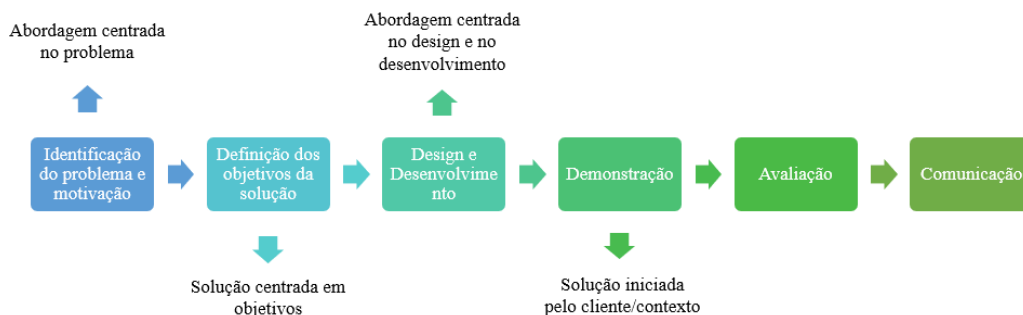 Abordagem centrada
no problema
Abordagem centrada
no design e no
desenvolvimento
Identificação
do problema e
motivação
Definição dos
objetivos da
solução
Design e
Desenvolvime
nto
Demonstração
Avaliação
Comunicação
Solução centrada em
objetivos
Solução iniciada
pelo cliente/contexto